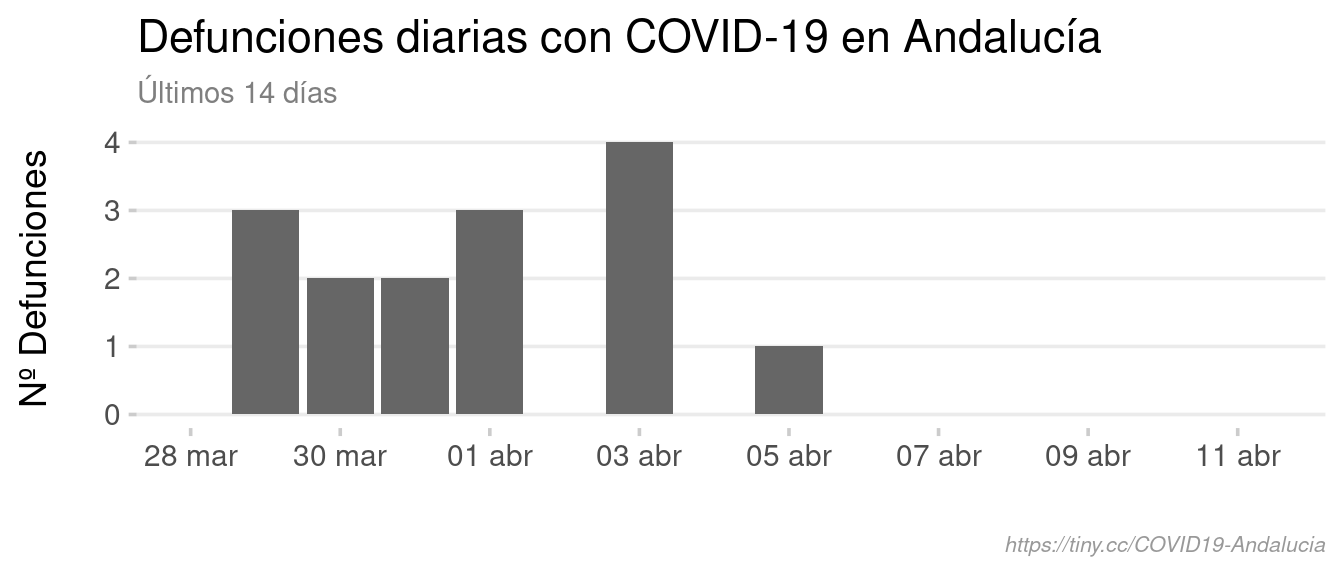 Defunciones diarias con COVID-19 en Andalucía
Últimos 14 días
Nº Defunciones
4
3
2
1
0
28 mar 30 mar 01 abr 03 abr 05 abr 07 abr 09 abr 11 abr
https://tiny.cc/COVID19-Andalucia